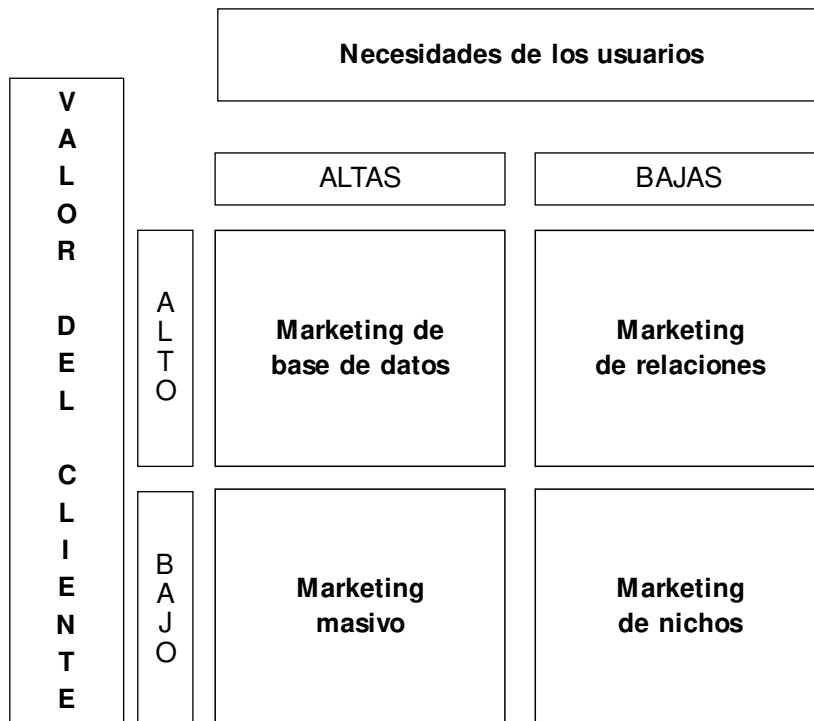 Necesidades de los usuarios
VALOR DEL CLIENTE
ALTAS
BAJAS
ALTO
Marketing de
base de datos
Marketing
de relaciones
BAJO
Marketing
masivo
Marketing
de nichos